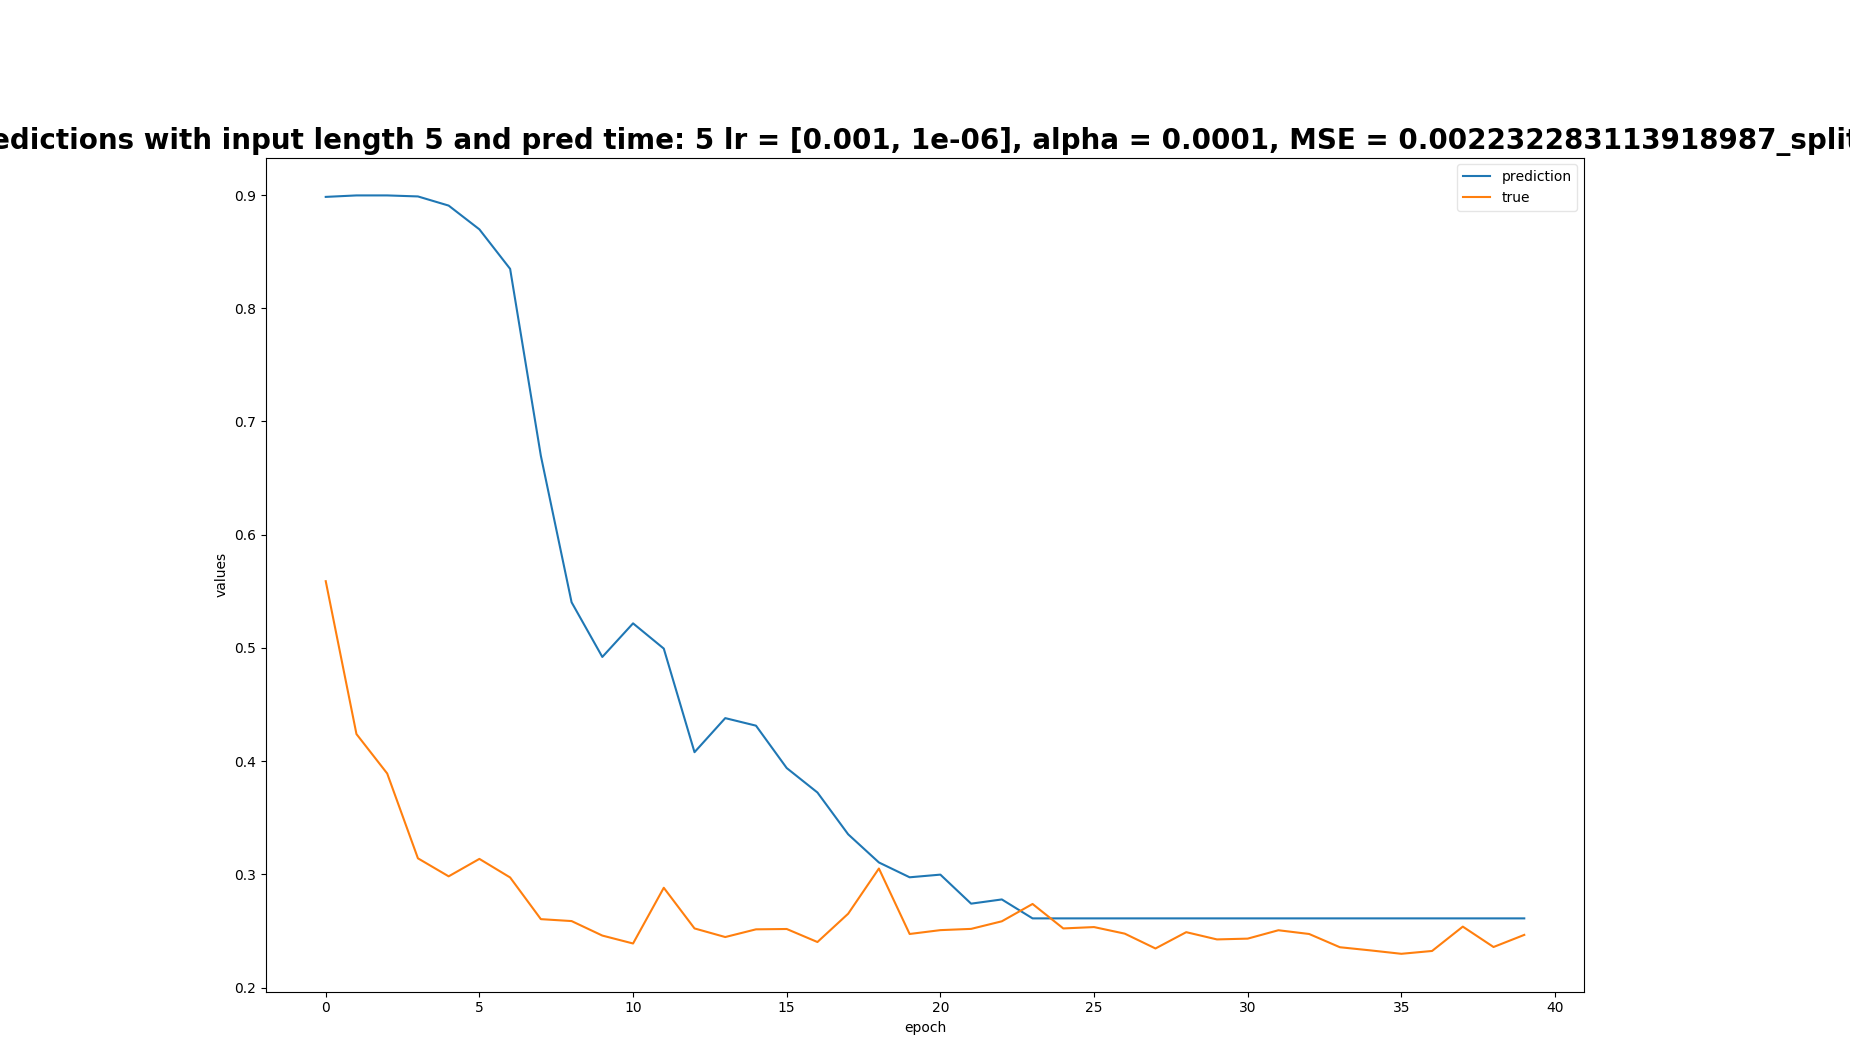 edictions with input length 5 and pred time: 5 lr = [0.001, 1e-06], alpha = 0.0001, MSE = 0.002232283113918987_split
prediction
true
0.9
0.8
0.7
0.6
0.5
0.4
0.3
0.2
values
0 5 10 15 20 25 30 35 40
epoch